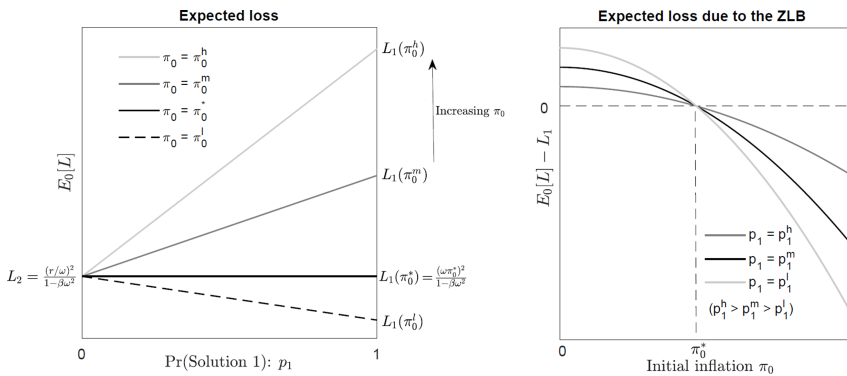 Expected loss
π₀ = π₀ʰ
π₀ = π₀ᵐ
π₀ = π₀*
π₀ = π₀ˡ
E₀[L]
L₁(π₀ʰ)
Increasing π₀
L₁(π₀ᵐ)
L₂ = (r/ω)²/(1−βω²)
L₁(π₀*) = (ωπ₀*)²/(1−βω²)
L₁(π₀ˡ)
0
1
Pr(Solution 1): p₁
Expected loss due to the ZLB
0
E₀[L] − L₁
p₁ = p₁ʰ
p₁ = p₁ᵐ
p₁ = p₁ˡ
(p₁ʰ > p₁ᵐ > p₁ˡ)
0
π₀*
Initial inflation π₀